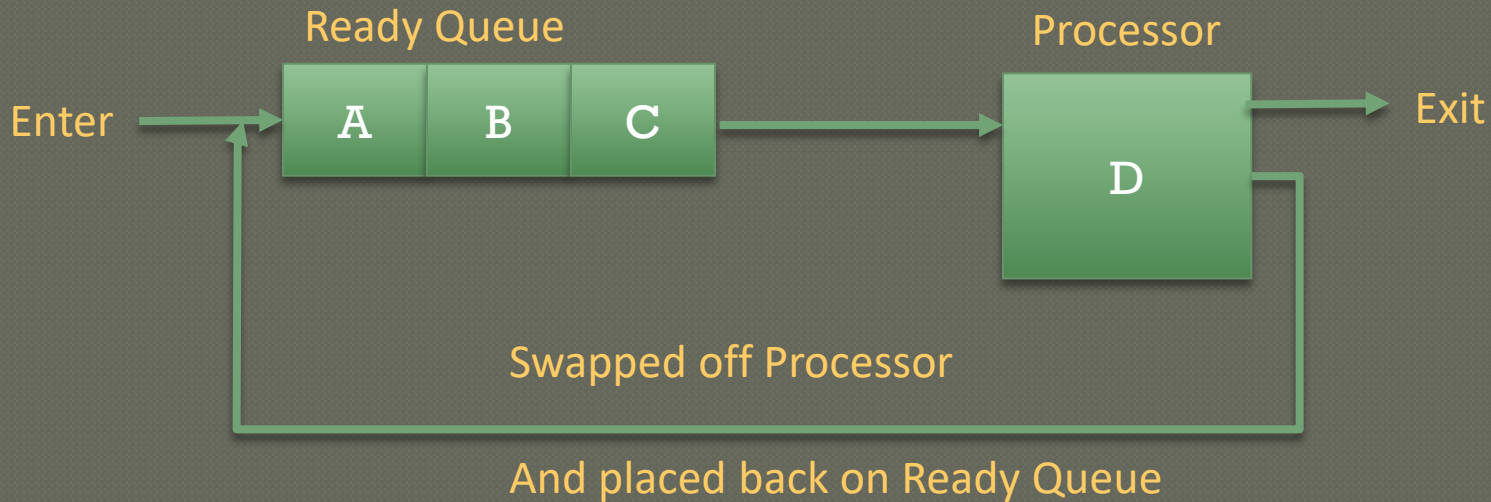 Ready Queue
Processor
Enter
A B C
Exit
D
Swapped off Processor
And placed back on Ready Queue